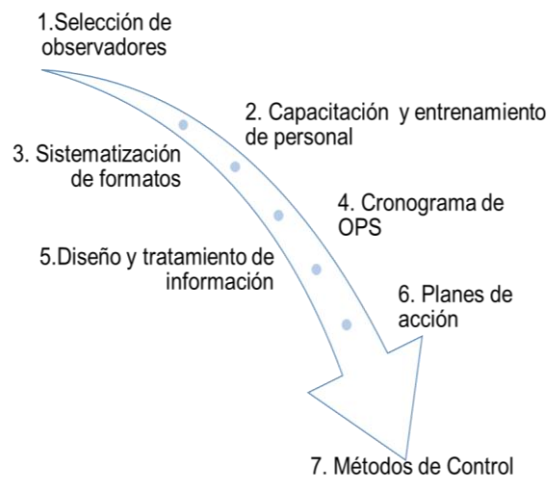 1.Selección de
observadores
2. Capacitación y entrenamiento
de personal
3. Sistematización
de formatos
4. Cronograma de
OPS
5.Diseño y tratamiento de
información
6. Planes de
acción
7. Métodos de Control